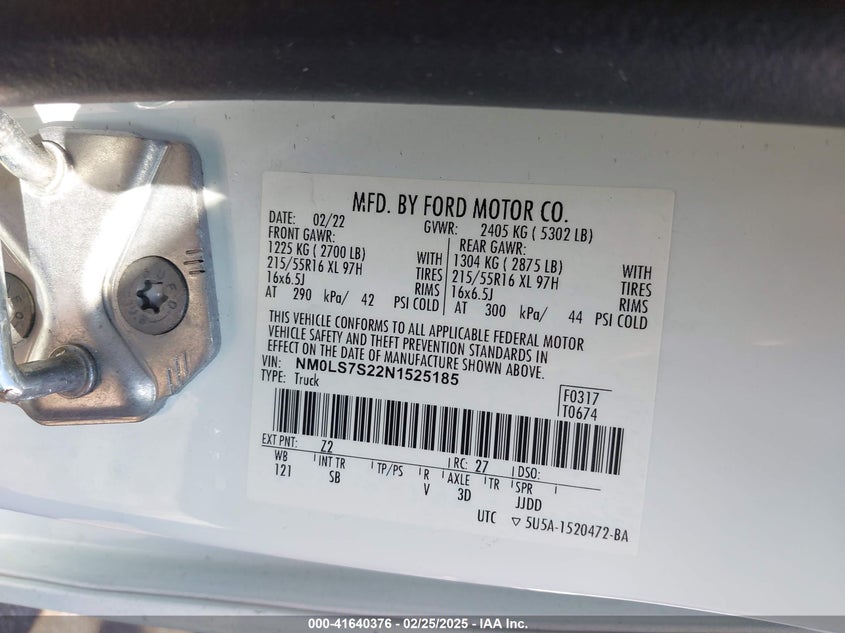 MFD. BY FORD MOTOR CO.
DATE: 02/22 GVWR: 2405 KG ( 5302 LB)
FRONT GAWR: REAR GAWR:
1225 KG ( 2700 LB) WITH 1304 KG ( 2875 LB) WITH
215/55R16 XL 97H TIRES 215/55R16 XL 97H TIRES
16x6.5J RIMS 16x6.5J RIMS
AT 290 kPa/ 42 PSI COLD AT 300 kPa/ 44 PSI COLD
THIS VEHICLE CONFORMS TO ALL APPLICABLE FEDERAL MOTOR
VEHICLE SAFETY AND THEFT PREVENTION STANDARDS IN
EFFECT ON THE DATE OF MANUFACTURE SHOWN ABOVE.
VIN: NM0LS7S22N1525185
TYPE: Truck
F0317
T0674
EXT PNT: Z2 RC: 27 DSO:
WB INT TR TP/PS R AXLE TR SPR
121 SB V 3D JJDD
UTC ▽ 5U5A-1520472-BA
000-41640376 - 02/25/2025 - IAA Inc.